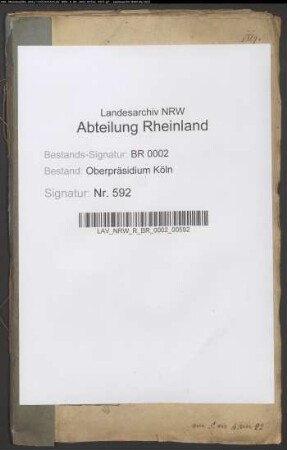 Landesarchiv NRW
Abteilung Rheinland
Bestands-Signatur: BR 0002
Bestand: Oberpräsidium Köln
Signatur: Nr. 592
LAV_NRW_R_BR_0002_00592